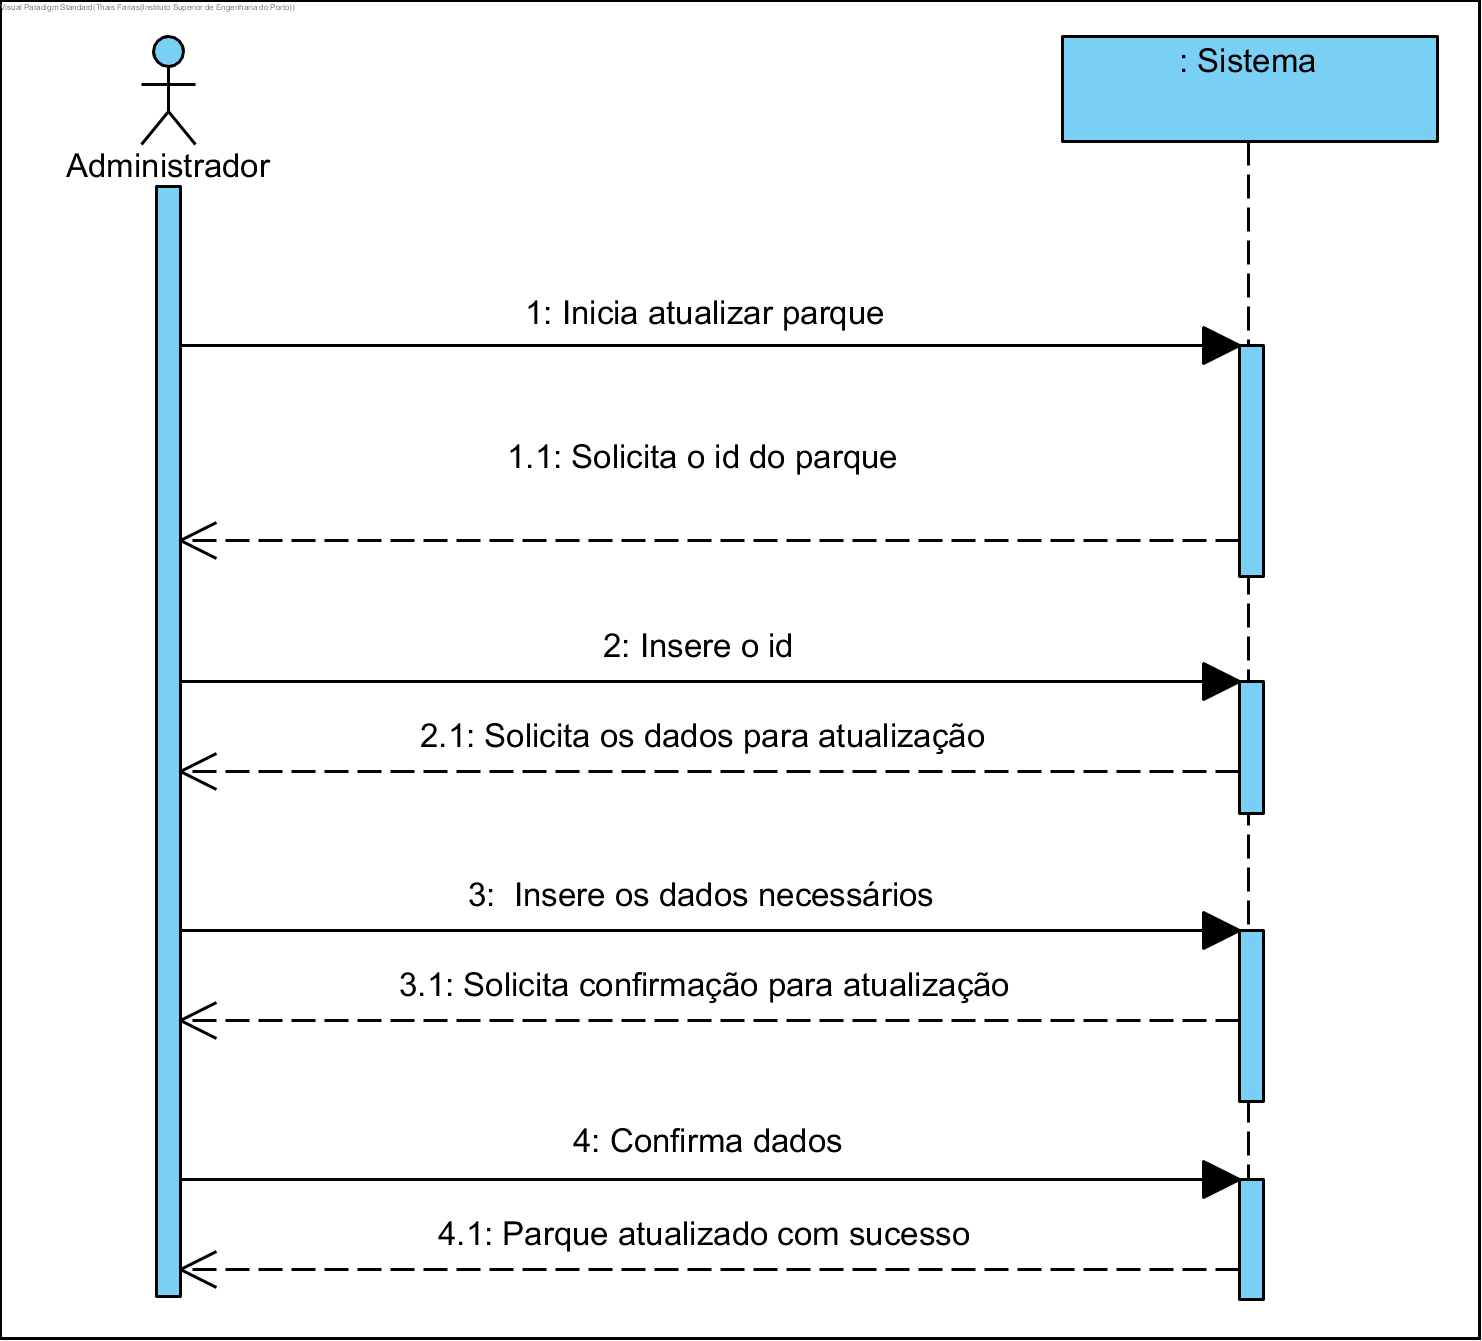 Visual Paradigm Standard(Thais Farias(Instituto Superior de Engenharia do Porto))
: Sistema
Administrador
1: Inicia atualizar parque
1.1: Solicita o id do parque
2: Insere o id
2.1: Solicita os dados para atualização
3:  Insere os dados necessários
3.1: Solicita confirmação para atualização
4: Confirma dados
4.1: Parque atualizado com sucesso